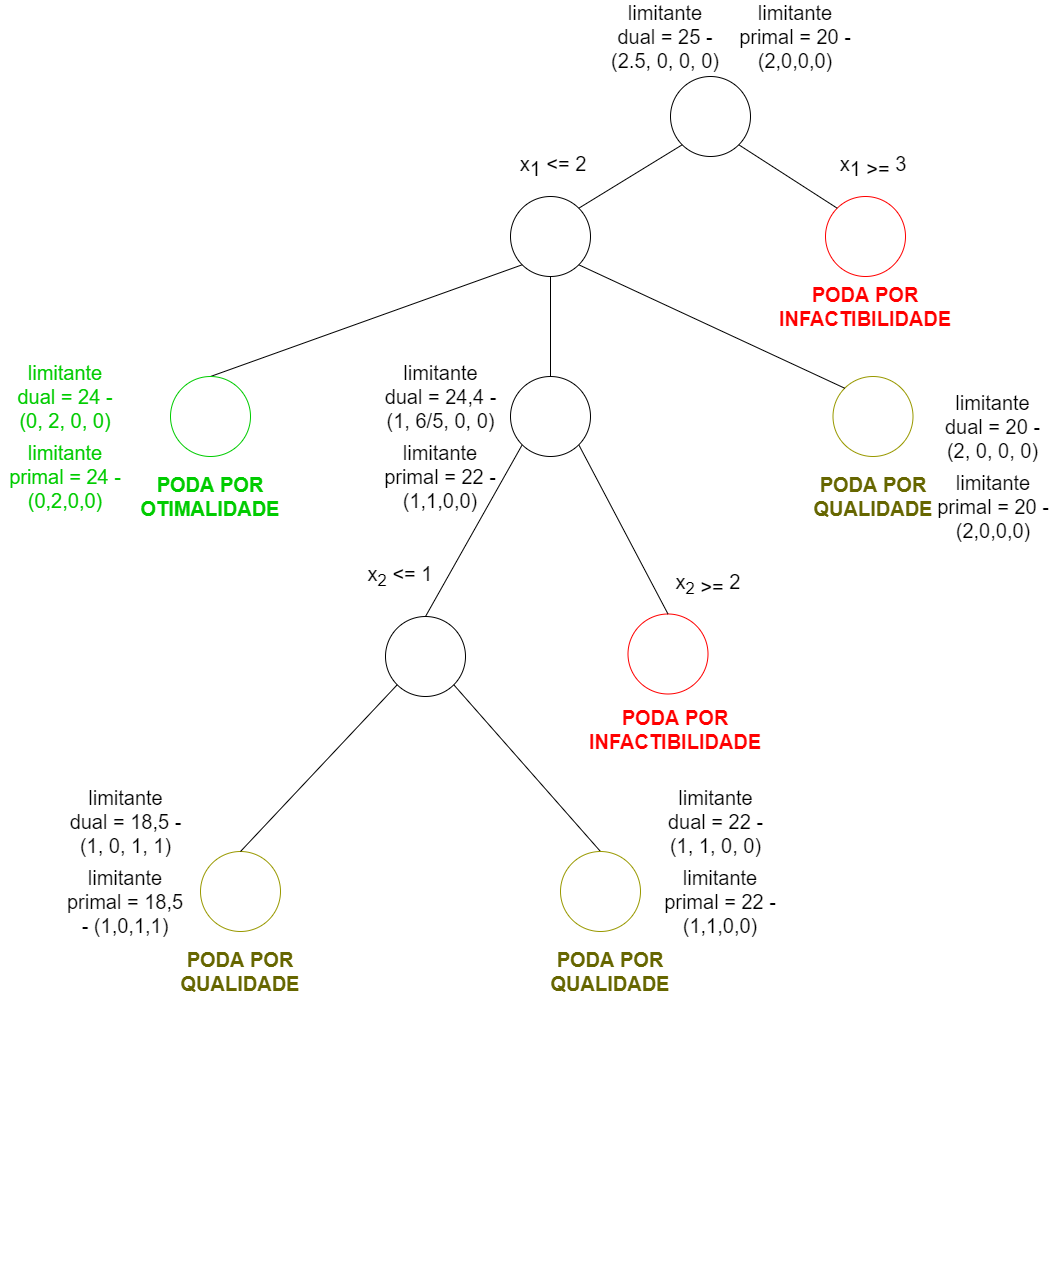 limitante
dual = 25 -
(2.5, 0, 0, 0)
limitante
primal = 20 -
(2,0,0,0)
x1 <= 2
x1 >= 3
PODA POR
INFACTIBILIDADE
limitante
dual = 24 -
(0, 2, 0, 0)
limitante
primal = 24 -
(0,2,0,0)
PODA POR
OTIMALIDADE
limitante
dual = 24,4 -
(1, 6/5, 0, 0)
limitante
primal = 22 -
(1,1,0,0)
PODA POR
QUALIDADE
limitante
dual = 20 -
(2, 0, 0, 0)
limitante
primal = 20 -
(2,0,0,0)
x2 <= 1
x2 >= 2
PODA POR
INFACTIBILIDADE
limitante
dual = 18,5 -
(1, 0, 1, 1)
limitante
primal = 18,5
- (1,0,1,1)
PODA POR
QUALIDADE
limitante
dual = 22 -
(1, 1, 0, 0)
limitante
primal = 22 -
(1,1,0,0)
PODA POR
QUALIDADE